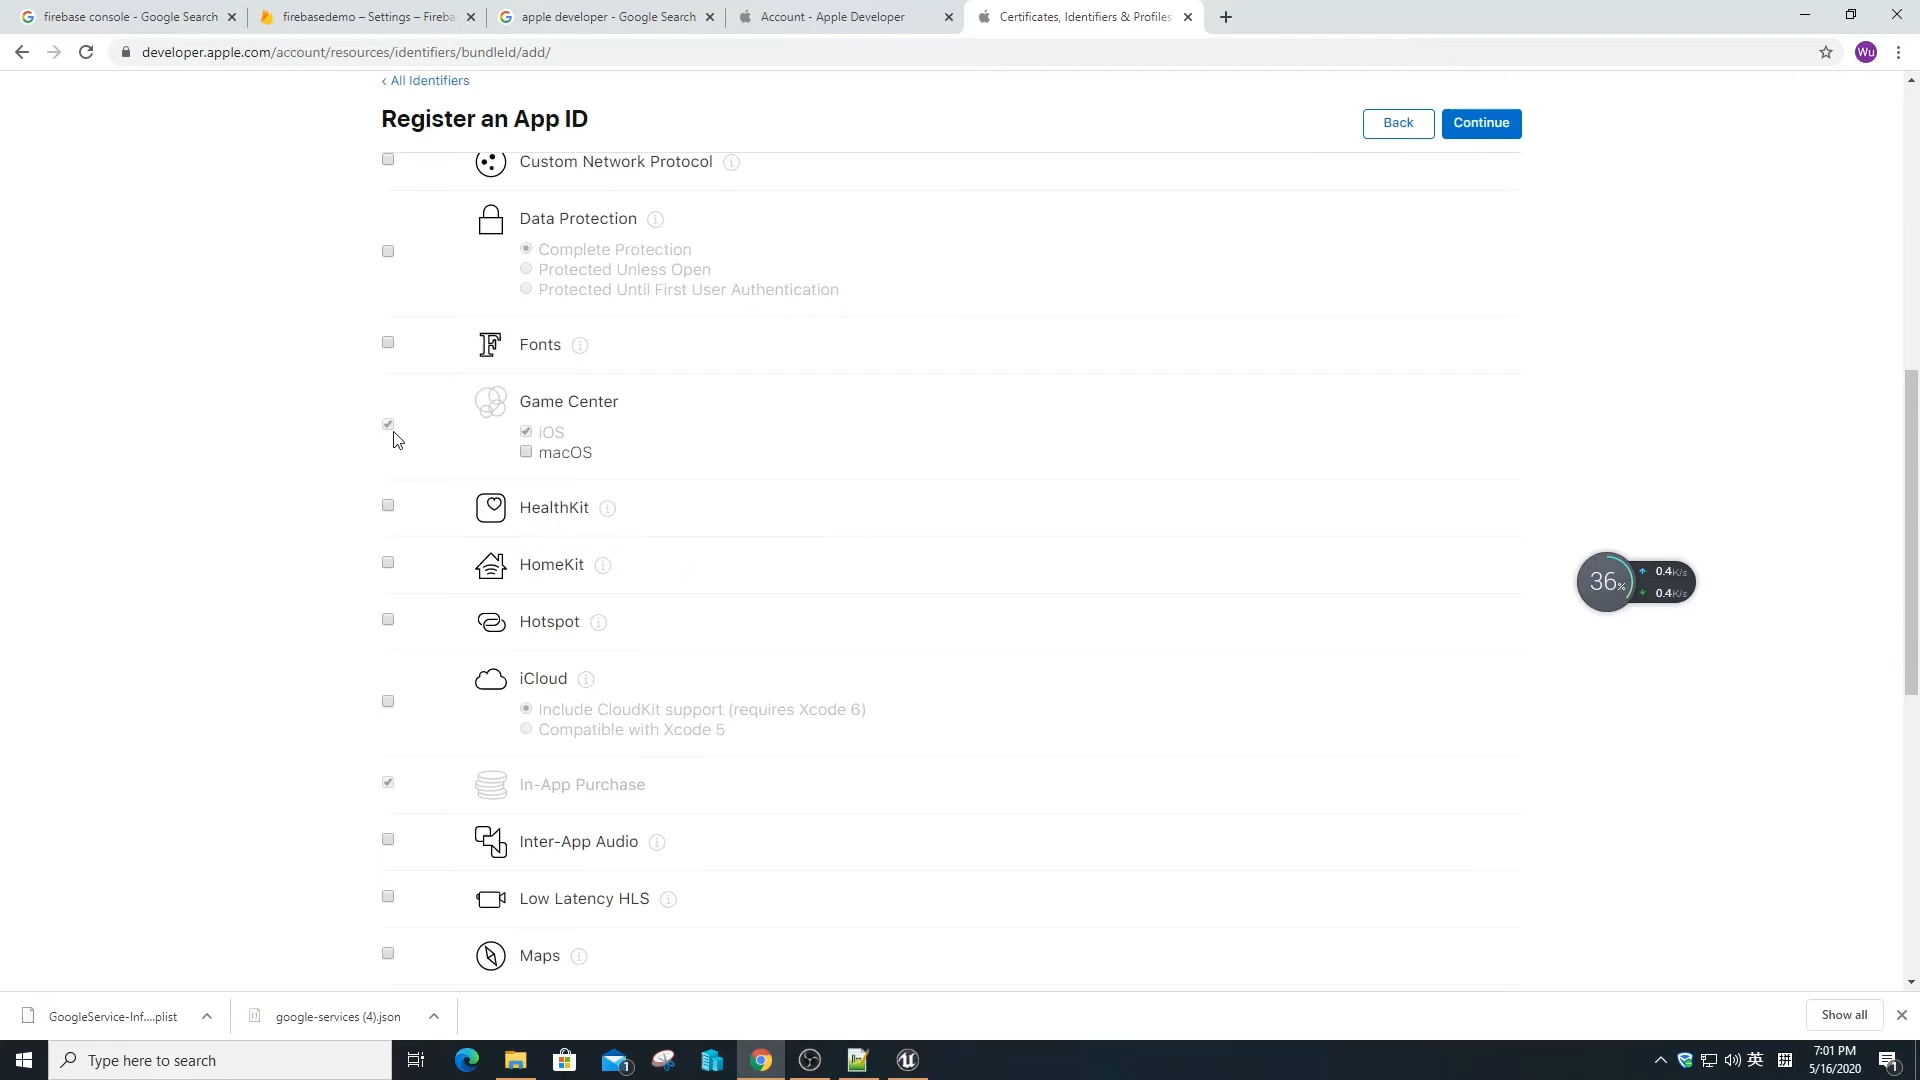 firebase console - Google Search
firebasedemo – Settings – Fireba
apple developer - Google Search
Account - Apple Developer
Certificates, Identifiers & Profiles
developer.apple.com/account/resources/identifiers/bundleId/add/
Wu
‹ All Identifiers
Register an App ID
Back
Continue
Custom Network Protocol
Data Protection
Complete Protection
Protected Unless Open
Protected Until First User Authentication
Fonts
Game Center
iOS
macOS
HealthKit
HomeKit
36%
0.4K/s
0.4K/s
Hotspot
iCloud
Include CloudKit support (requires Xcode 6)
Compatible with Xcode 5
In-App Purchase
Inter-App Audio
Low Latency HLS
Maps
GoogleService-Inf....plist
google-services (4).json
Show all
Type here to search
1
英
拼
7:01 PM
5/16/2020
1